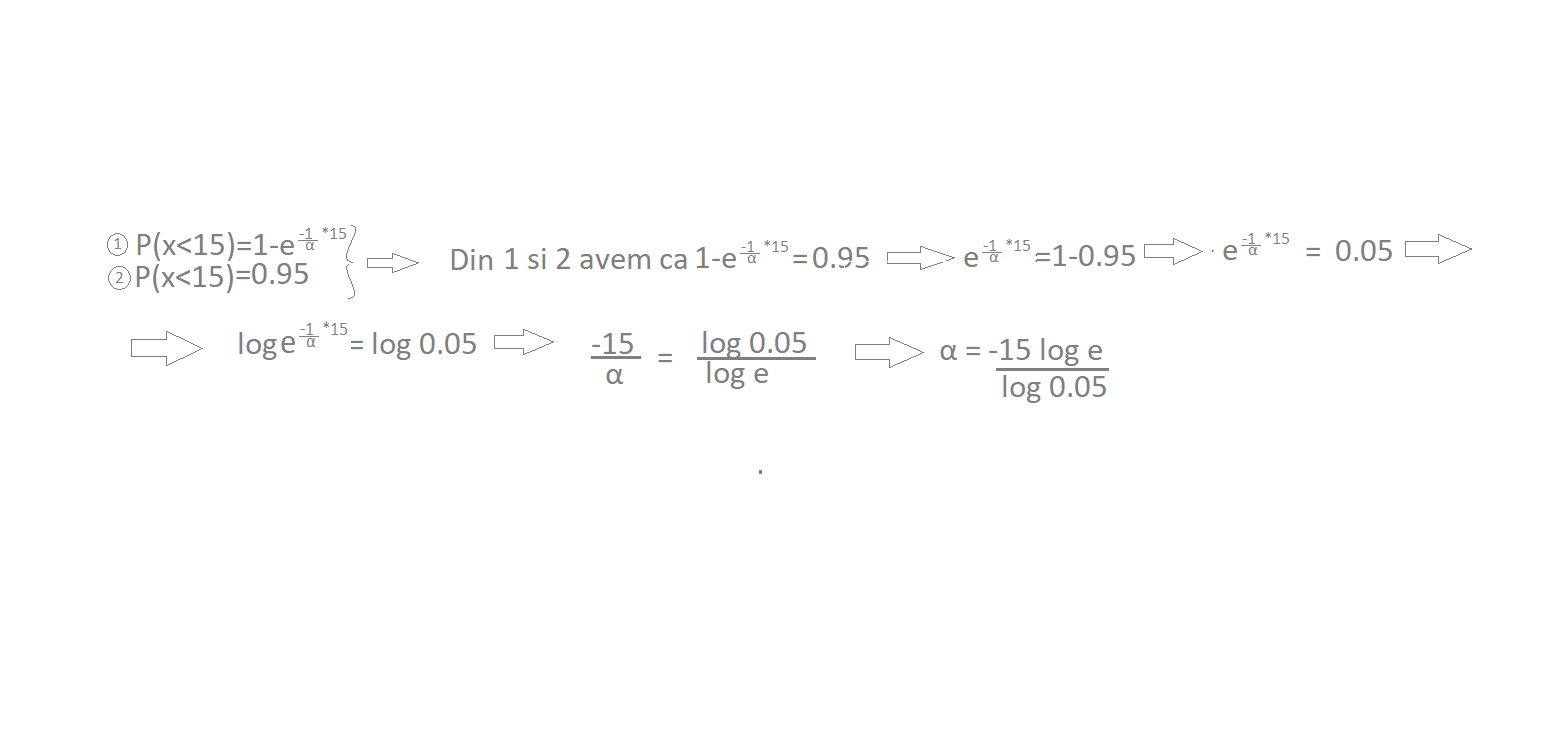 ① P(x<15)=1-e^(-1/α *15)
② P(x<15)=0.95
Din 1 si 2 avem ca 1-e^(-1/α *15)=0.95 ⇨ e^(-1/α *15)=1-0.95 ⇨ e^(-1/α *15) = 0.05 ⇨
⇨ log e^(-1/α *15)= log 0.05 ⇨ -15/α = log 0.05/log e ⇨ α = -15 log e/log 0.05